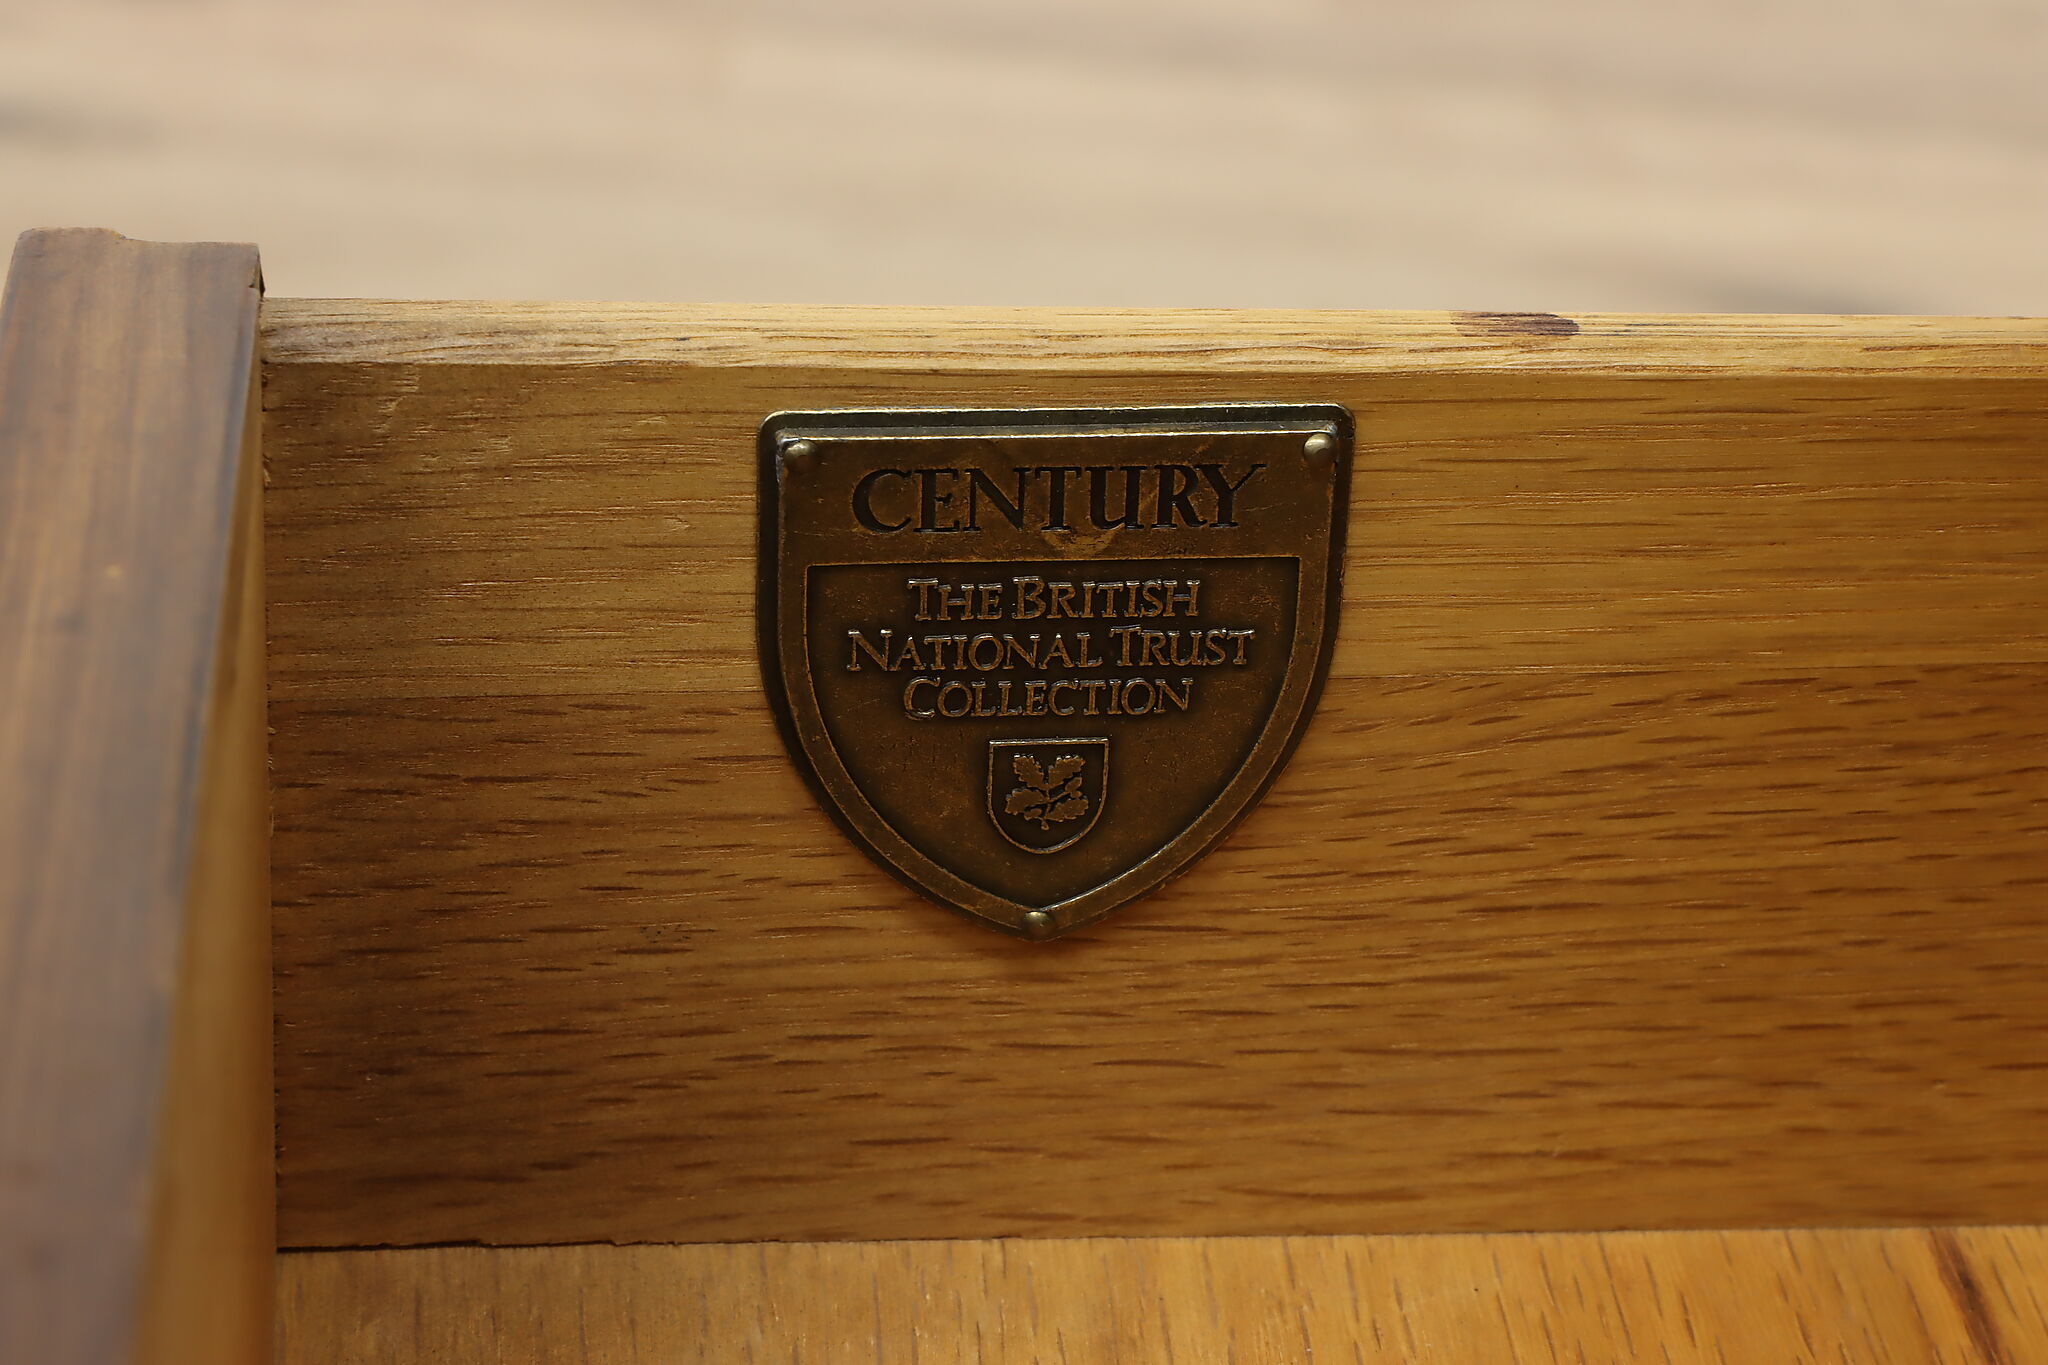 CENTURY
THE BRITISH
NATIONAL TRUST
COLLECTION